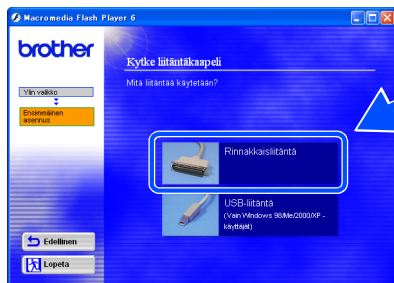 Macromedia Flash Player 6
brother
Kytke liitäntäkaapeli
Mitä liitäntää käytetään?
Ylin valikko
Ensimmäinen
asennus
Rinnakkaisliitäntä
USB-liitäntä
(Vain Windows 98/Me/2000/XP -
käyttäjät)
Edellinen
Lopeta